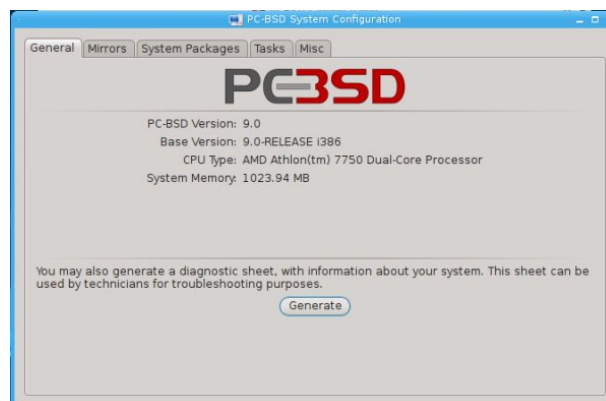 PC-BSD System Configuration
General Mirrors System Packages Tasks Misc
PCBSD
PC-BSD Version: 9.0
Base Version: 9.0-RELEASE i386
CPU Type: AMD Athlon(tm) 7750 Dual-Core Processor
System Memory: 1023.94 MB
You may also generate a diagnostic sheet, with information about your system. This sheet can be
used by technicians for troubleshooting purposes.
Generate